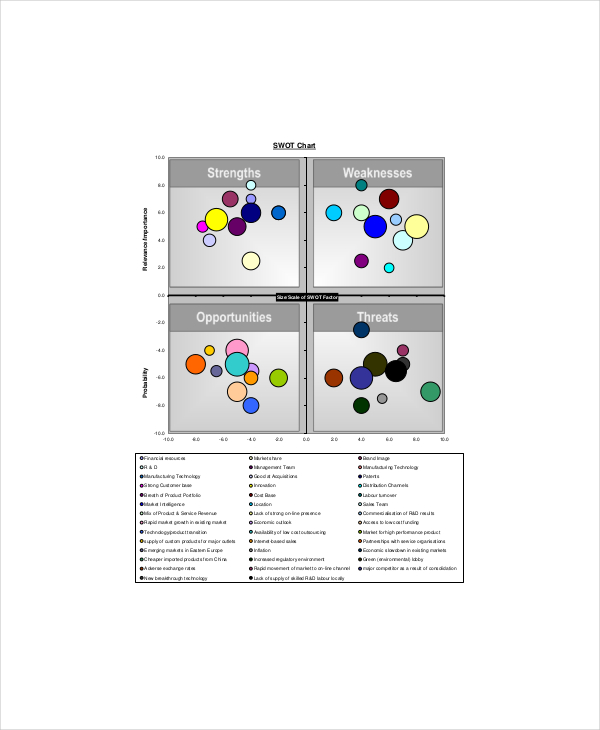 SWOT Chart
10.0
Strengths
Weaknesses
8.0
6.0
Relevance/Importance
4.0
2.0
0.0
Size Scale of SWOT Factor
Opportunities
Threats
-2.0
-4.0
-6.0
Probability
-8.0
-10.0
-10.0 -8.0 -6.0 -4.0 -2.0 0.0 2.0 4.0 6.0 8.0 10.0
Financial resources Market share Brand Image
R & D Management Team Manufacturing Technology
Manufacturing Technology Good at Acquisitions Patents
Strong Customer base Innovation Distribution Channels
Breath of Product Portfolio Cost Base Labour turnover
Market Intelligence Location Sales Team
Mix of Product & Service Revenue Lack of strong on-line presence Commercialisation of R&D results
Rapid market growth in existing market Economic outlook Access to low cost funding
Technology/product transition Availability of low cost outsourcing Market for high performance product
supply of custom products for major outlets Internet-based sales Partnerships with service organisations
Emerging markets in Eastern Europe Inflation Economic slowdown in existing markets
Cheaper imported products from China Increased regulatory environment Green (environmental) lobby
Adverse exchange rates Rapid movement of market to on-line channel major competitor as a result of consolidation
New breakthrough technology Lack of supply of skilled R&D labour locally